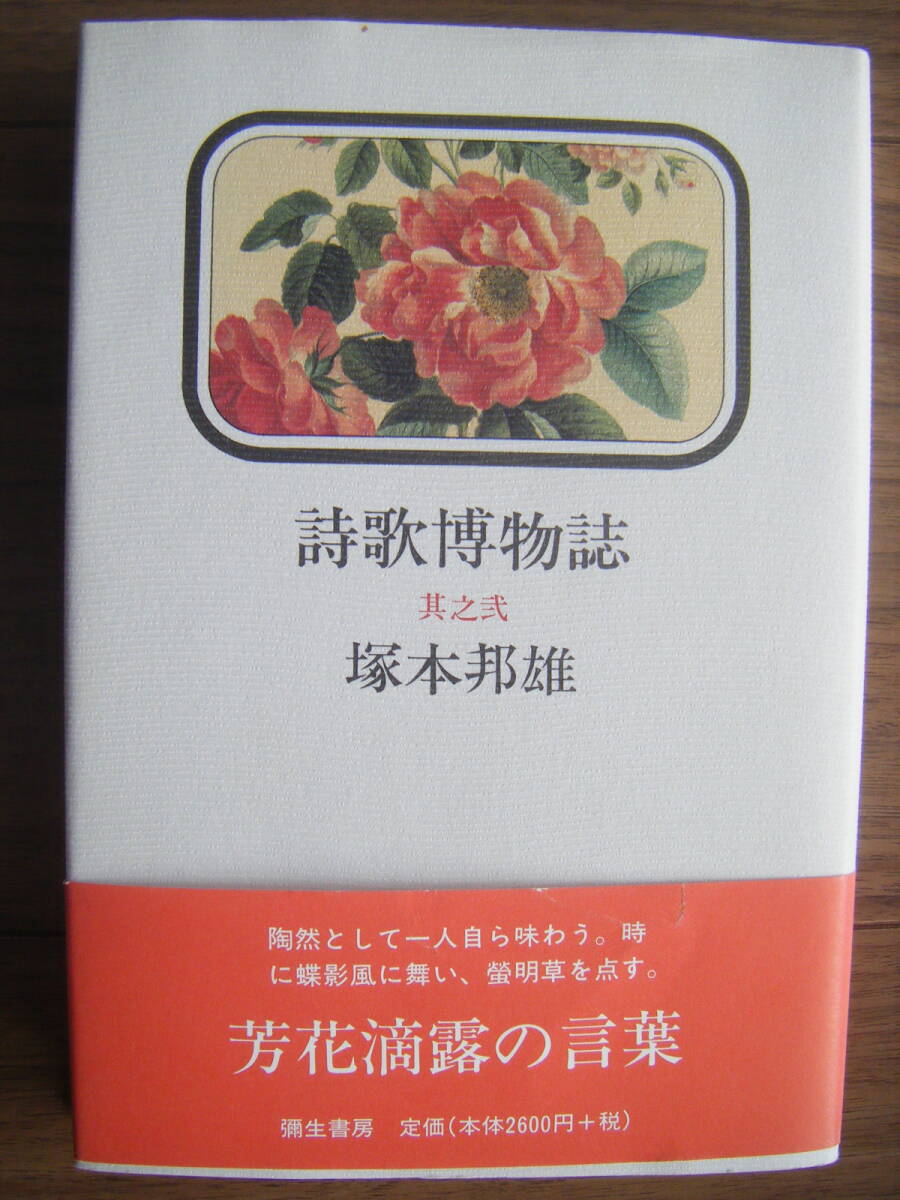 詩歌博物誌
其之弐
塚本邦雄
陶然として一人自ら味わう。時
に蝶影風に舞い、螢明草を点す。
芳花滴露の言葉
彌生書房 定価(本体2600円+税)